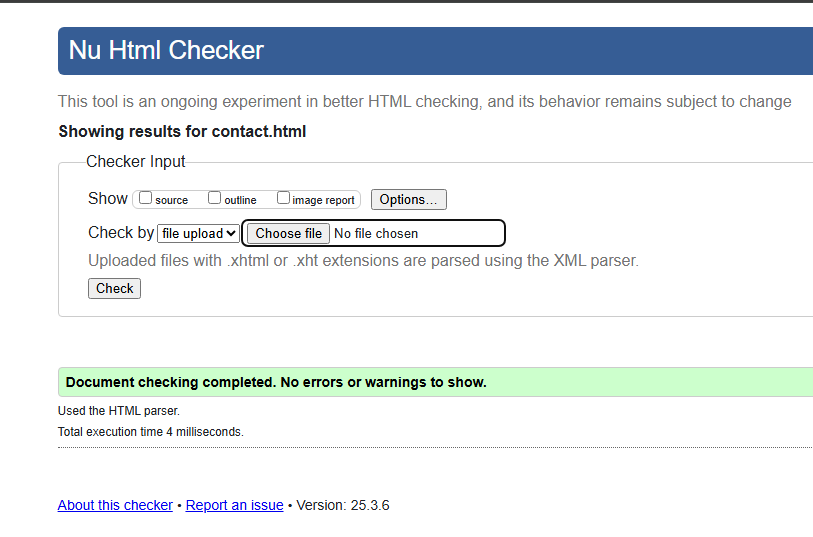 Nu Html Checker
This tool is an ongoing experiment in better HTML checking, and its behavior remains subject to change
Showing results for contact.html
Checker Input
Show source outline image report Options...
Check by file upload Choose file No file chosen
Uploaded files with .xhtml or .xht extensions are parsed using the XML parser.
Check
Document checking completed. No errors or warnings to show.
Used the HTML parser.
Total execution time 4 milliseconds.
About this checker • Report an issue • Version: 25.3.6